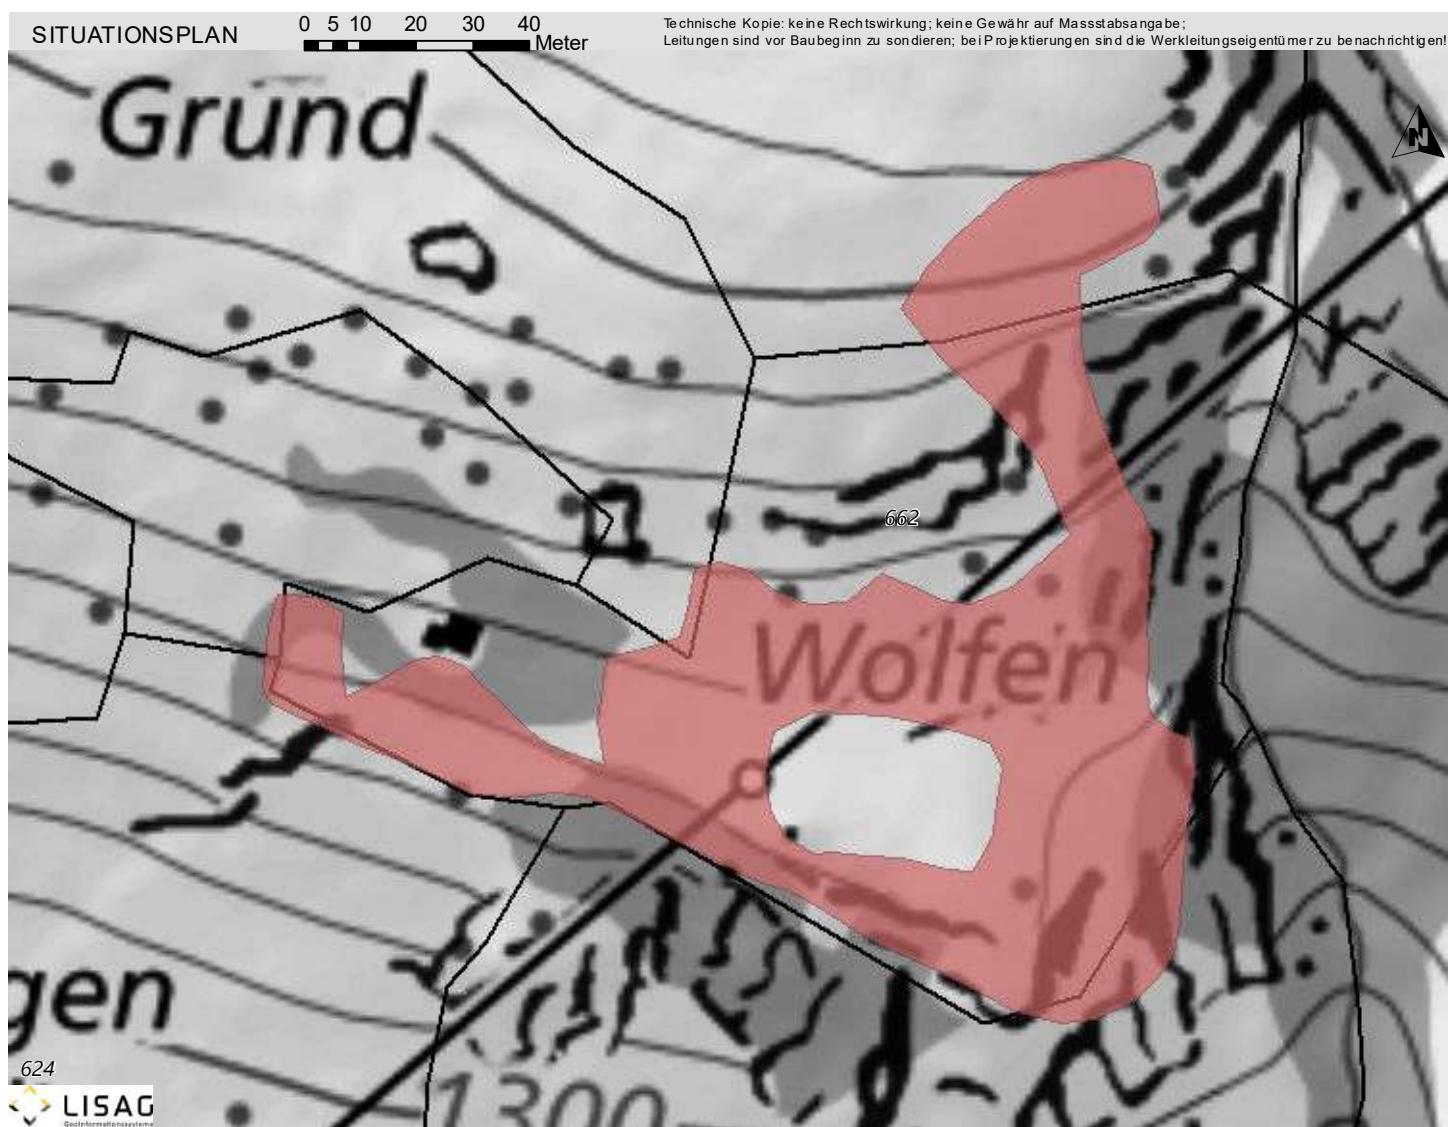 SITUATIONSPLAN
0 5 10 20 30 40
Meter
Technische Kopie: keine Rechtswirkung; keine Gewähr auf Massstabsangabe;
Leitungen sind vor Baubeginn zu sondieren; bei Projektierungen sind die Werkleitungseigentümer zu benachrichtigen!
Grund
N
662
Wolfen
gen
624
1300
LISAG
Geoinformationssysteme